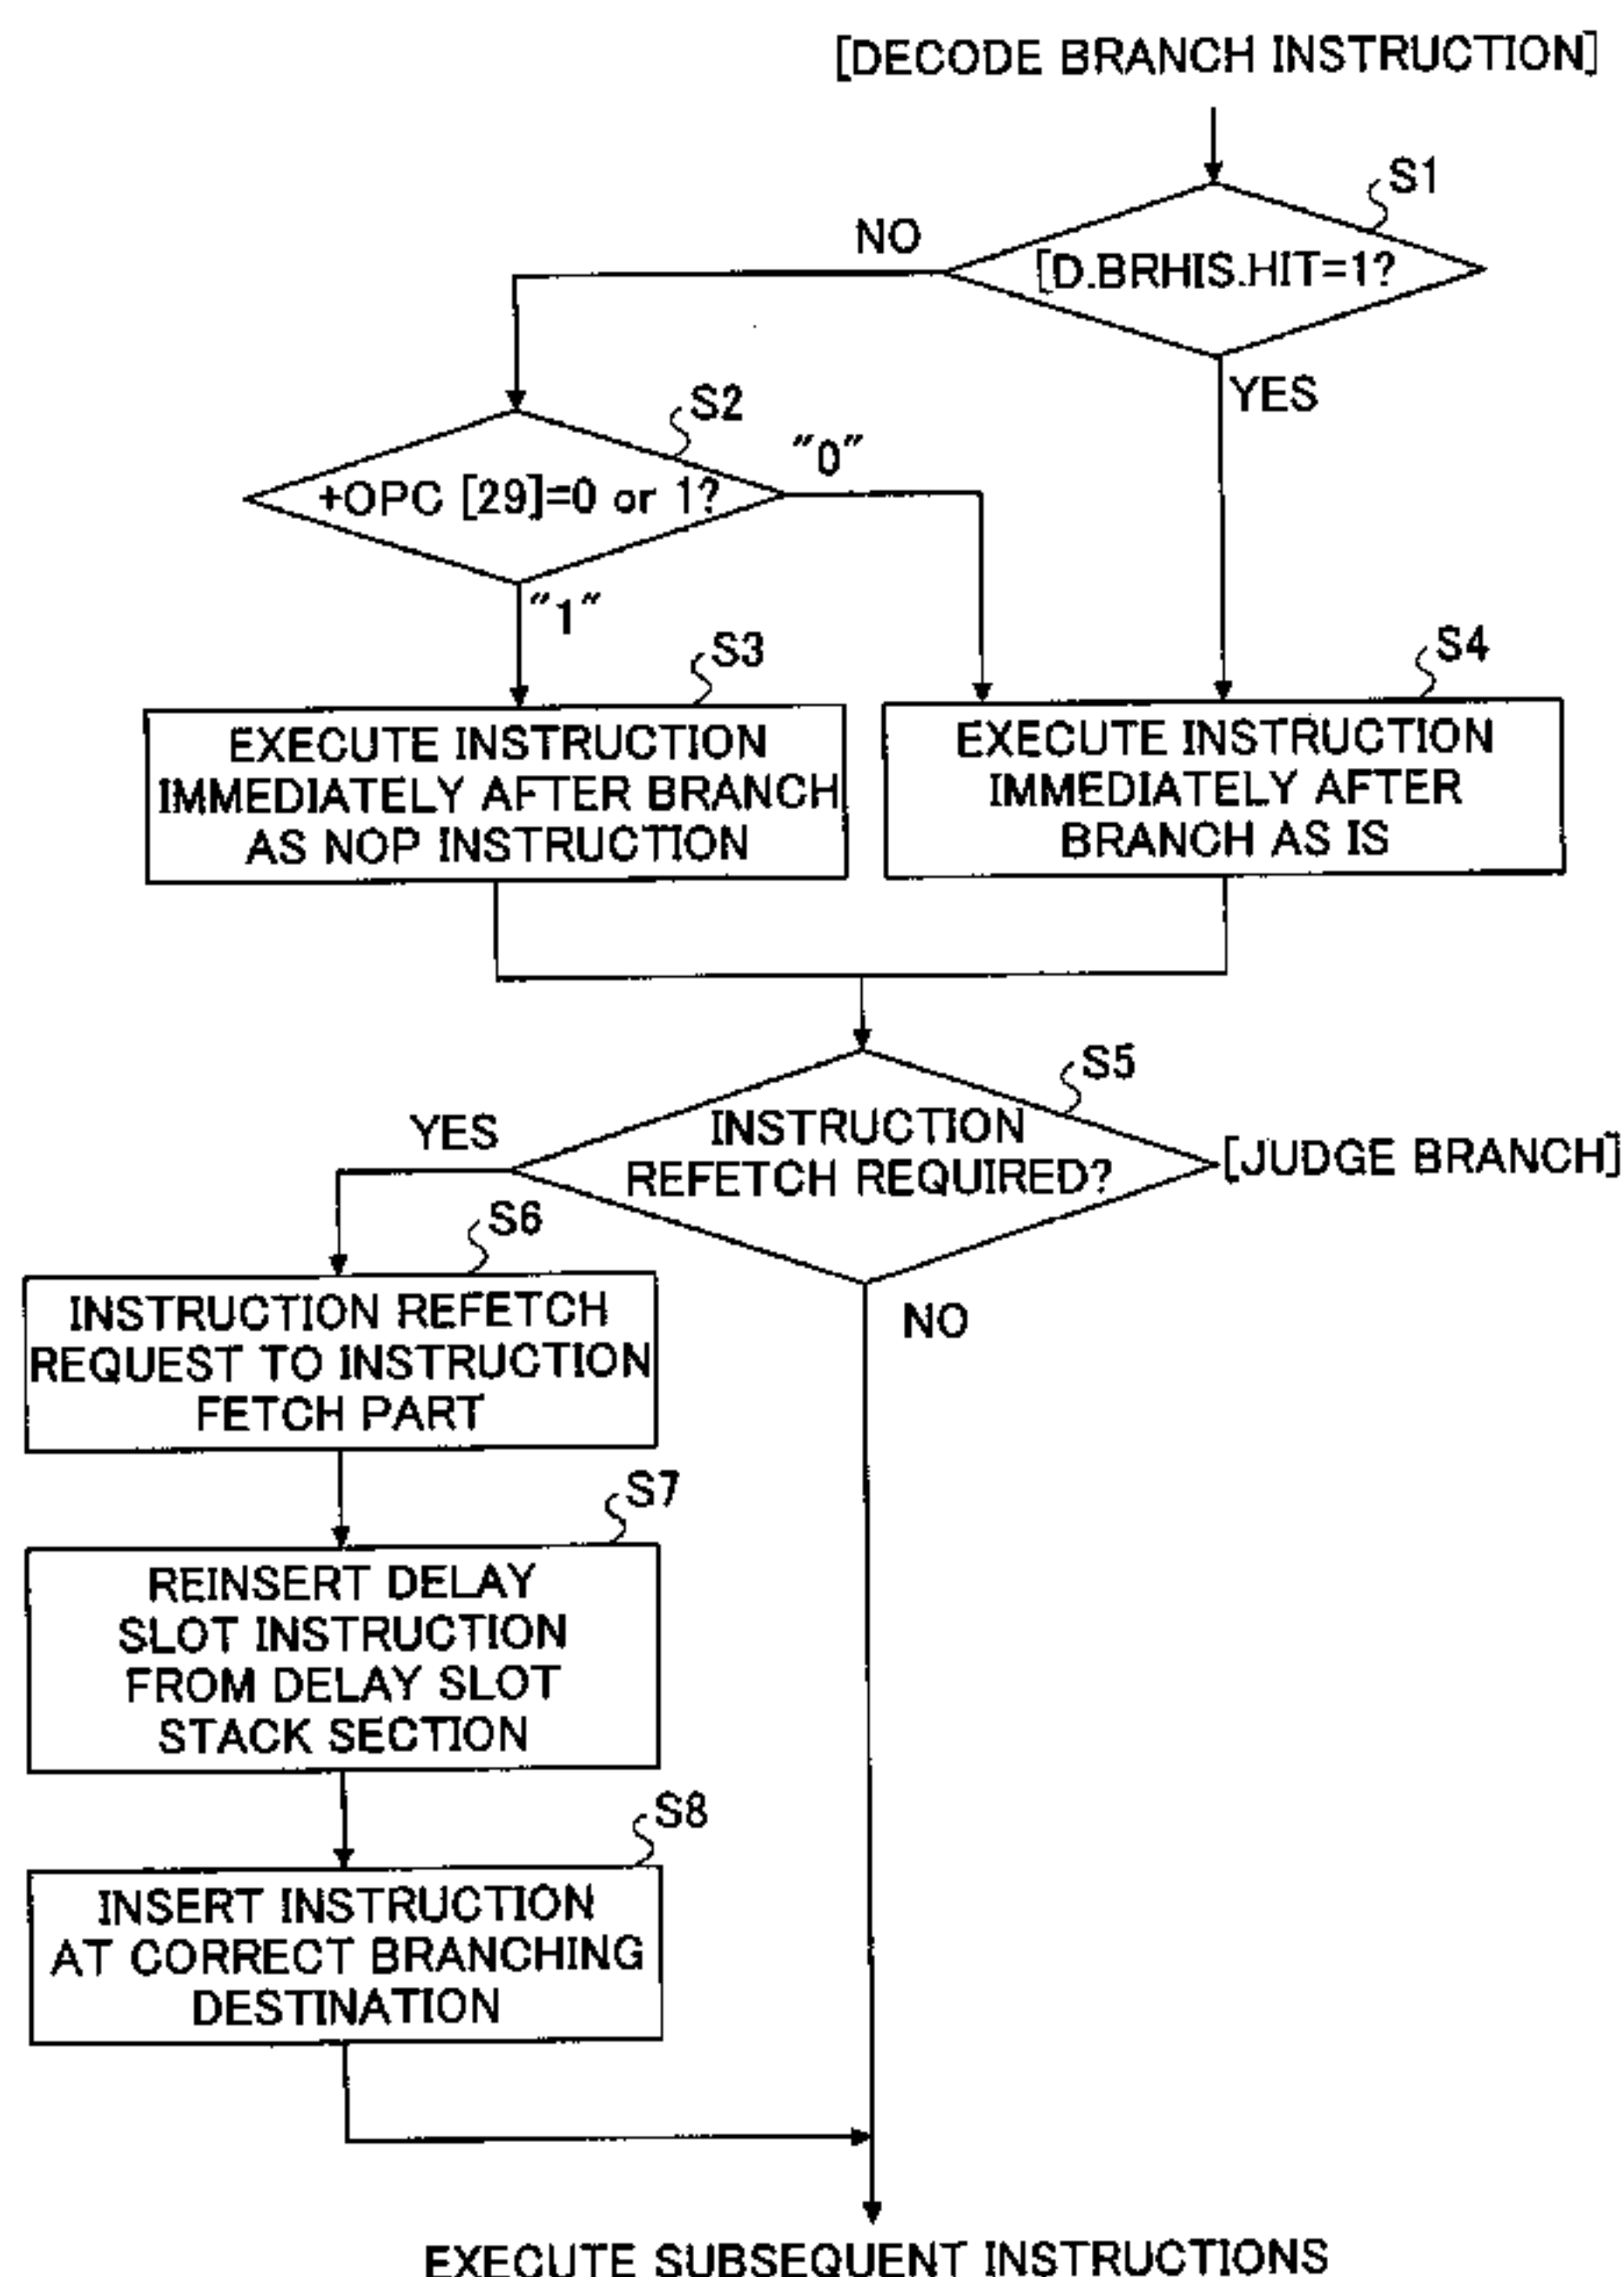 [DECODE BRANCH INSTRUCTION]
S1
NO
[D.BRHIS.HIT=1?
YES
S2
"0"
+OPC [29]=0 or 1?
"1"
S3
S4
EXECUTE INSTRUCTION
IMMEDIATELY AFTER BRANCH
AS NOP INSTRUCTION
EXECUTE INSTRUCTION
IMMEDIATELY AFTER
BRANCH AS IS
S5
YES
INSTRUCTION
REFETCH REQUIRED?
[JUDGE BRANCH]
S6
NO
INSTRUCTION REFETCH
REQUEST TO INSTRUCTION
FETCH PART
S7
REINSERT DELAY
SLOT INSTRUCTION
FROM DELAY SLOT
STACK SECTION
S8
INSERT INSTRUCTION
AT CORRECT BRANCHING
DESTINATION
EXECUTE SUBSEQUENT INSTRUCTIONS